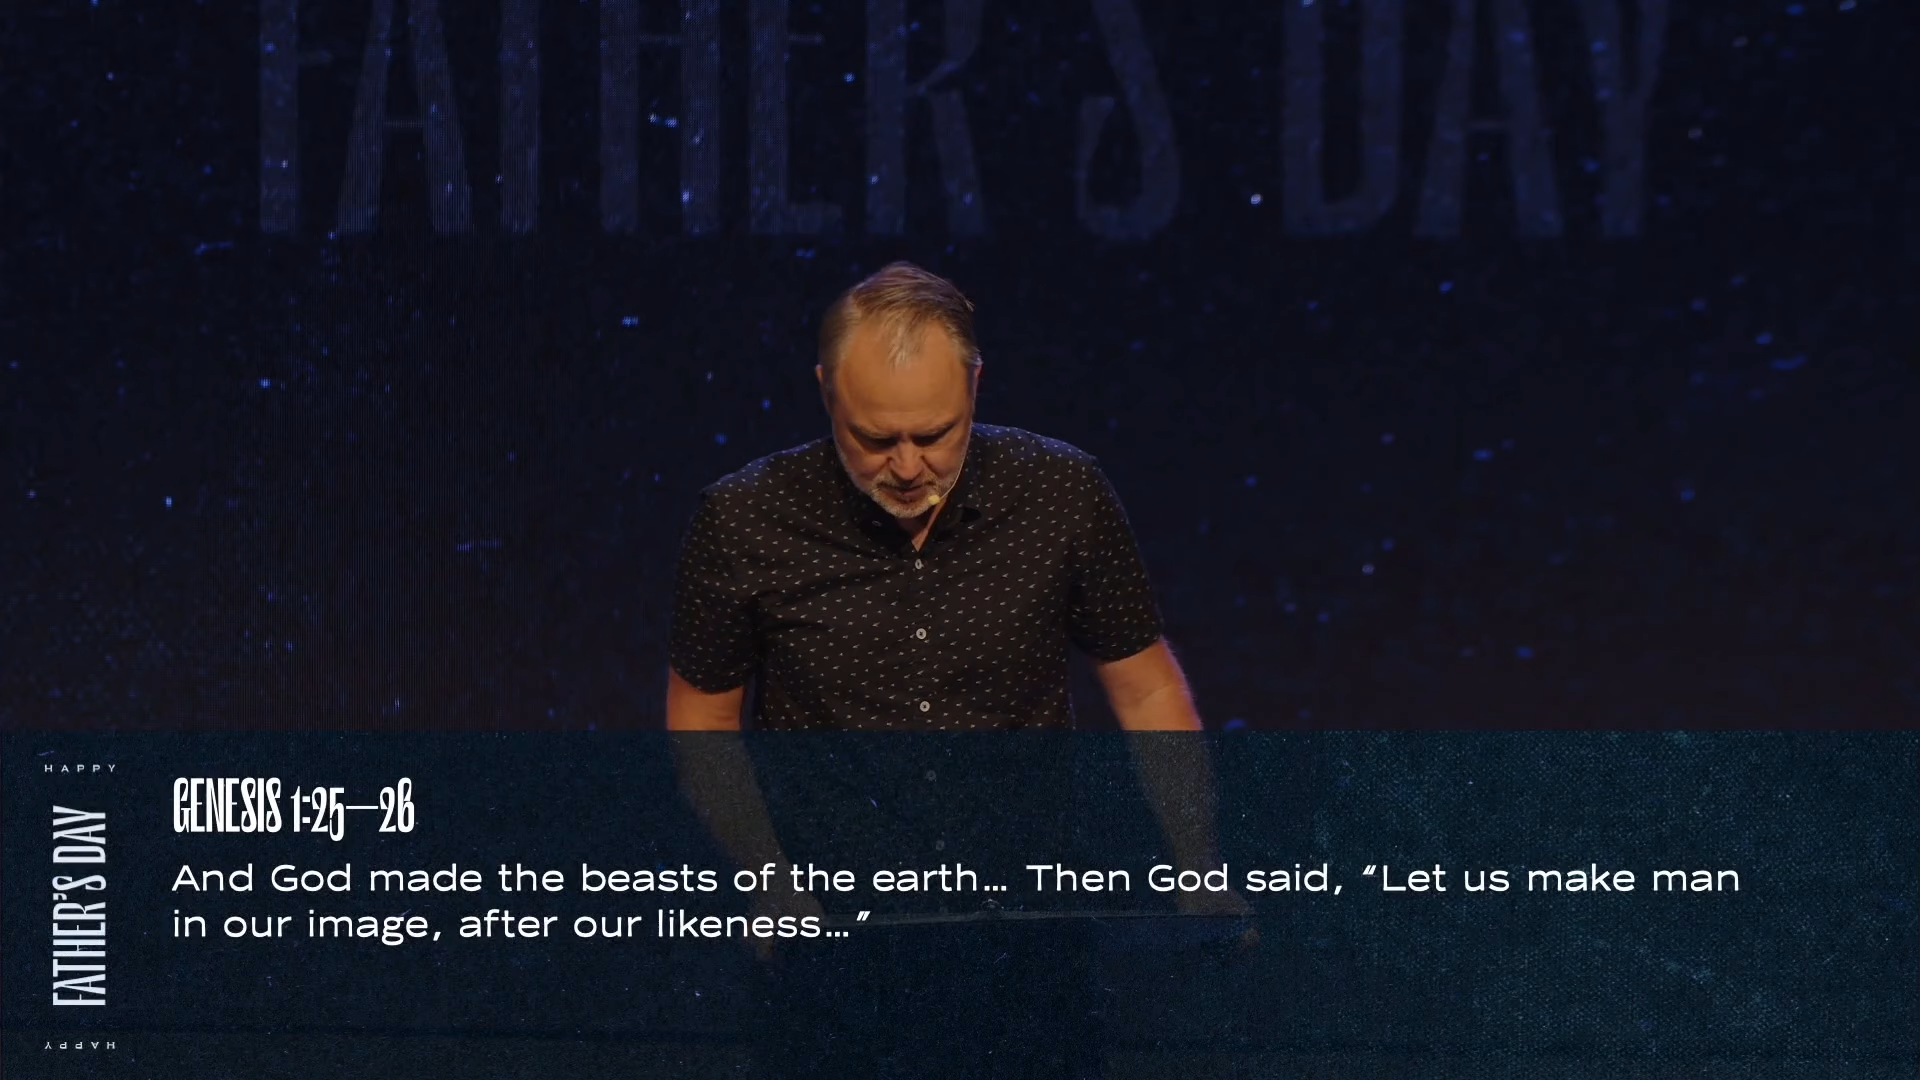 FATHER'S DAY
HAPPY
FATHER'S DAY
HAPPY
GENESIS 1:25—26
And God made the beasts of the earth... Then God said, “Let us make man
in our image, after our likeness...”